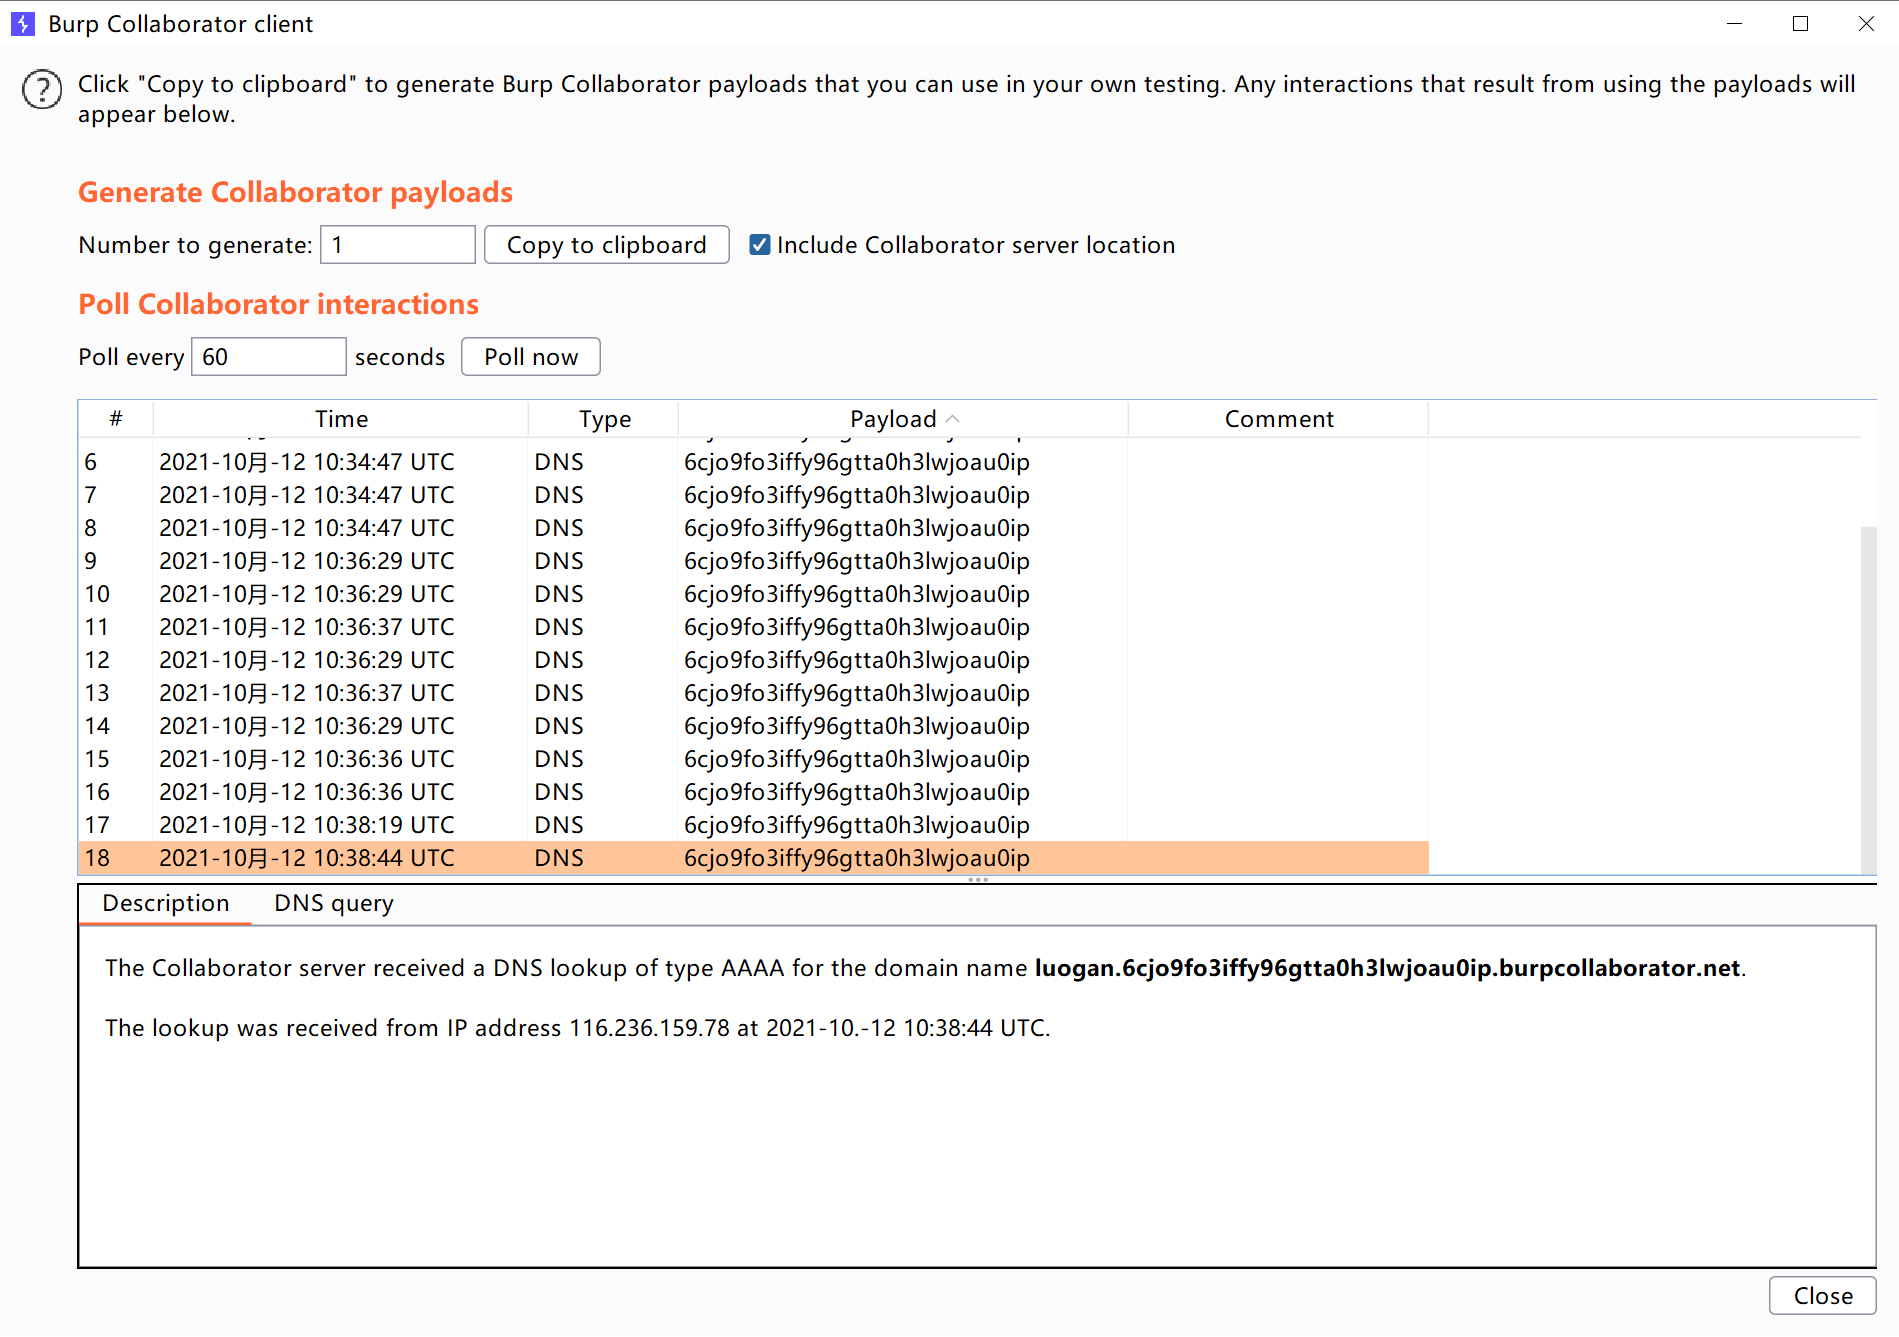 Burp Collaborator client
Click "Copy to clipboard" to generate Burp Collaborator payloads that you can use in your own testing. Any interactions that result from using the payloads will
appear below.
Generate Collaborator payloads
Number to generate: 1 Copy to clipboard Include Collaborator server location
Poll Collaborator interactions
Poll every 60 seconds Poll now
# Time Type Payload Comment
6 2021-10月-12 10:34:47 UTC DNS 6cjo9fo3iffy96gtta0h3lwjoau0ip
7 2021-10月-12 10:34:47 UTC DNS 6cjo9fo3iffy96gtta0h3lwjoau0ip
8 2021-10月-12 10:34:47 UTC DNS 6cjo9fo3iffy96gtta0h3lwjoau0ip
9 2021-10月-12 10:36:29 UTC DNS 6cjo9fo3iffy96gtta0h3lwjoau0ip
10 2021-10月-12 10:36:29 UTC DNS 6cjo9fo3iffy96gtta0h3lwjoau0ip
11 2021-10月-12 10:36:37 UTC DNS 6cjo9fo3iffy96gtta0h3lwjoau0ip
12 2021-10月-12 10:36:29 UTC DNS 6cjo9fo3iffy96gtta0h3lwjoau0ip
13 2021-10月-12 10:36:37 UTC DNS 6cjo9fo3iffy96gtta0h3lwjoau0ip
14 2021-10月-12 10:36:29 UTC DNS 6cjo9fo3iffy96gtta0h3lwjoau0ip
15 2021-10月-12 10:36:36 UTC DNS 6cjo9fo3iffy96gtta0h3lwjoau0ip
16 2021-10月-12 10:36:36 UTC DNS 6cjo9fo3iffy96gtta0h3lwjoau0ip
17 2021-10月-12 10:38:19 UTC DNS 6cjo9fo3iffy96gtta0h3lwjoau0ip
18 2021-10月-12 10:38:44 UTC DNS 6cjo9fo3iffy96gtta0h3lwjoau0ip
Description DNS query
The Collaborator server received a DNS lookup of type AAAA for the domain name luogan.6cjo9fo3iffy96gtta0h3lwjoau0ip.burpcollaborator.net.
The lookup was received from IP address 116.236.159.78 at 2021-10.-12 10:38:44 UTC.
Close